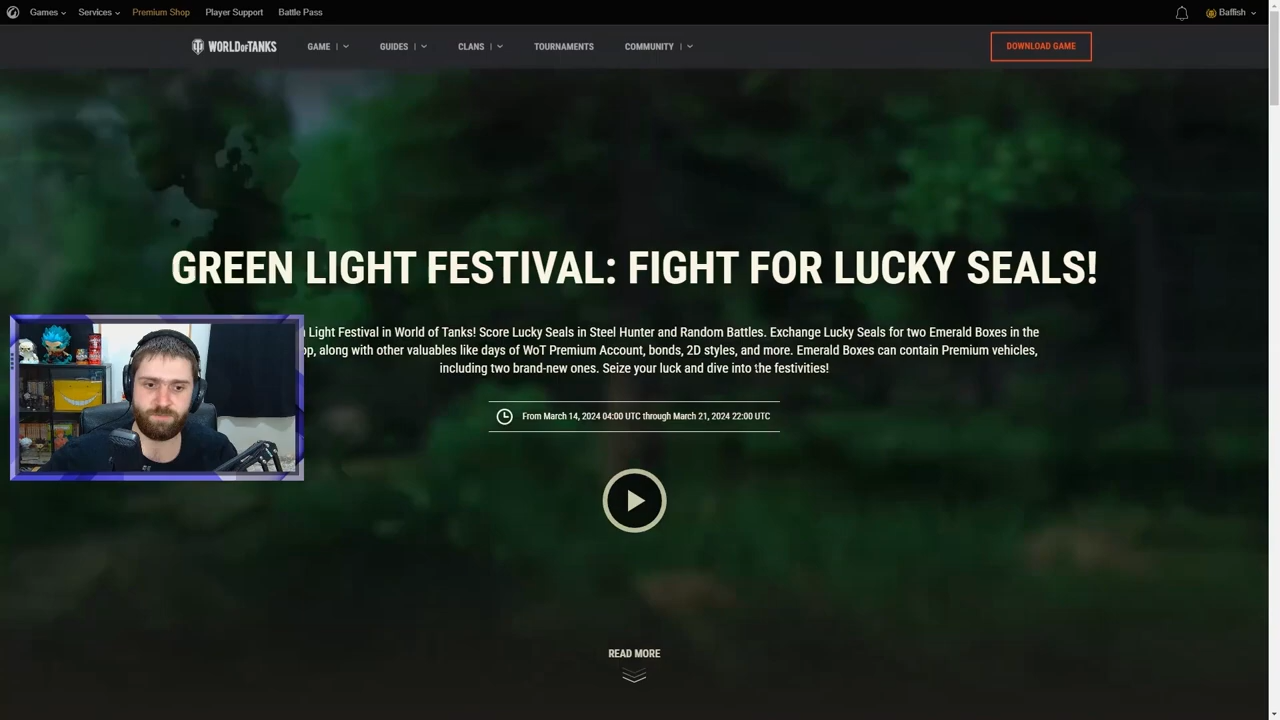 Games
Services
Premium Shop
Player Support
Battle Pass
Baffish
WORLD OF TANKS
GAME
GUIDES
CLANS
TOURNAMENTS
COMMUNITY
DOWNLOAD GAME
GREEN LIGHT FESTIVAL: FIGHT FOR LUCKY SEALS!
Light Festival in World of Tanks! Score Lucky Seals in Steel Hunter and Random Battles. Exchange Lucky Seals for two Emerald Boxes in the
along with other valuables like days of WoT Premium Account, bonds, 2D styles, and more. Emerald Boxes can contain Premium vehicles,
including two brand-new ones. Seize your luck and dive into the festivities!
From March 14, 2024 04:00 UTC through March 21, 2024 22:00 UTC
READ MORE